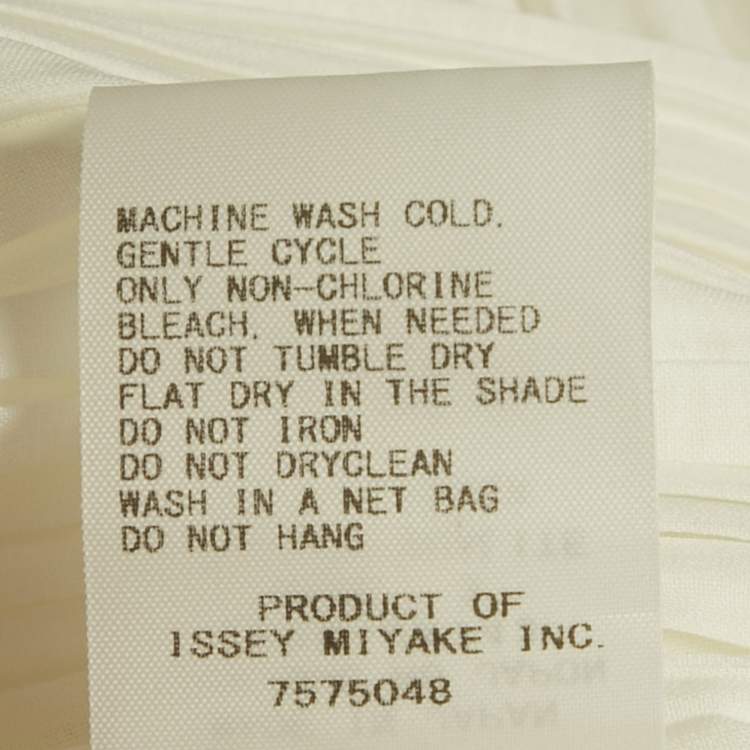 MACHINE WASH COLD.
GENTLE CYCLE
ONLY NON-CHLORINE
BLEACH. WHEN NEEDED
DO NOT TUMBLE DRY
FLAT DRY IN THE SHADE
DO NOT IRON
DO NOT DRYCLEAN
WASH IN A NET BAG
DO NOT HANG
PRODUCT OF
ISSEY MIYAKE INC.
7575048